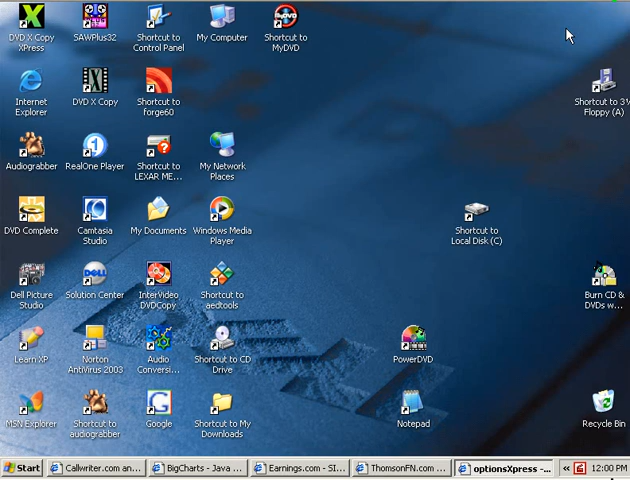 DVD X Copy
XPress
SAWPlus32
Shortcut to
Control Panel
My Computer
Shortcut to
MyDVD
Internet
Explorer
DVD X Copy
Shortcut to
forge60
Shortcut to 3½
Floppy (A)
Audiograbber
RealOne Player
Shortcut to
LEXAR ME...
My Network
Places
DVD Complete
Camtasia
Studio
My Documents
Windows Media
Player
Shortcut to
Local Disk (C)
Dell Picture
Studio
Solution Center
InterVideo
DVDCopy
Shortcut to
aedtools
Burn CD &
DVDs w...
Learn XP
Norton
AntiVirus 2003
Audio
Conversi...
Shortcut to CD
Drive
PowerDVD
MSN Explorer
Shortcut to
audiograbber
Google
Shortcut to My
Downloads
Notepad
Recycle Bin
Start
Callwriter.com an...
BigCharts - Java ...
Earnings.com - SI...
ThomsonFN.com ...
optionsXpress -...
12:00 PM